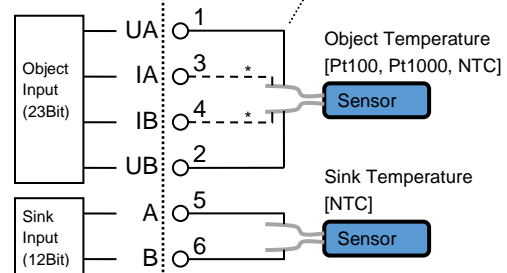 UA 1
Object Temperature
[Pt100, Pt1000, NTC]
IA 3 *
Object
Input
(23Bit)
Sensor
IB 4 *
UB 2
Sink Temperature
[NTC]
A 5
Sink
Input
(12Bit)
Sensor
B 6